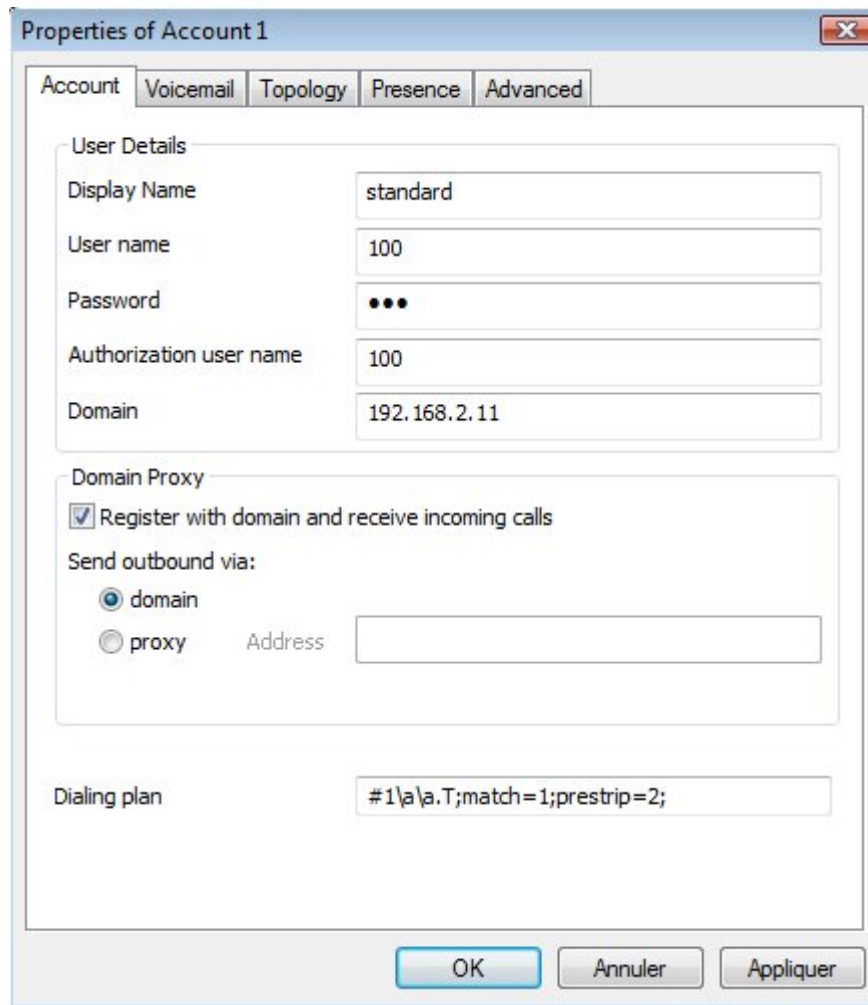 Properties of Account 1
Account Voicemail Topology Presence Advanced
User Details
Display Name standard
User name 100
Password •••
Authorization user name 100
Domain 192.168.2.11
Domain Proxy
Register with domain and receive incoming calls
Send outbound via:
domain
proxy Address
Dialing plan #1\a\a.T;match=1;prestrip=2;
OK Annuler Appliquer